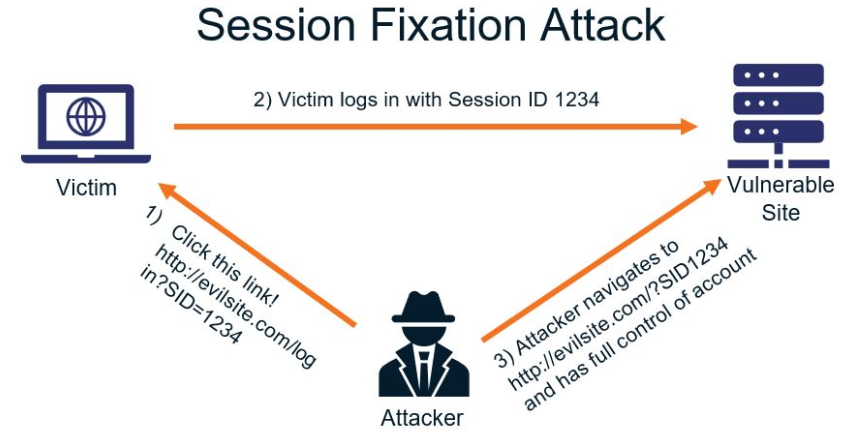 Session Fixation Attack
2) Victim logs in with Session ID 1234
Victim
Vulnerable
Site
1) Click this link!
http://evilsite.com/log
in?SID=1234
3) Attacker navigates to
http://evilsite.com/?SID1234
and has full control of account
Attacker